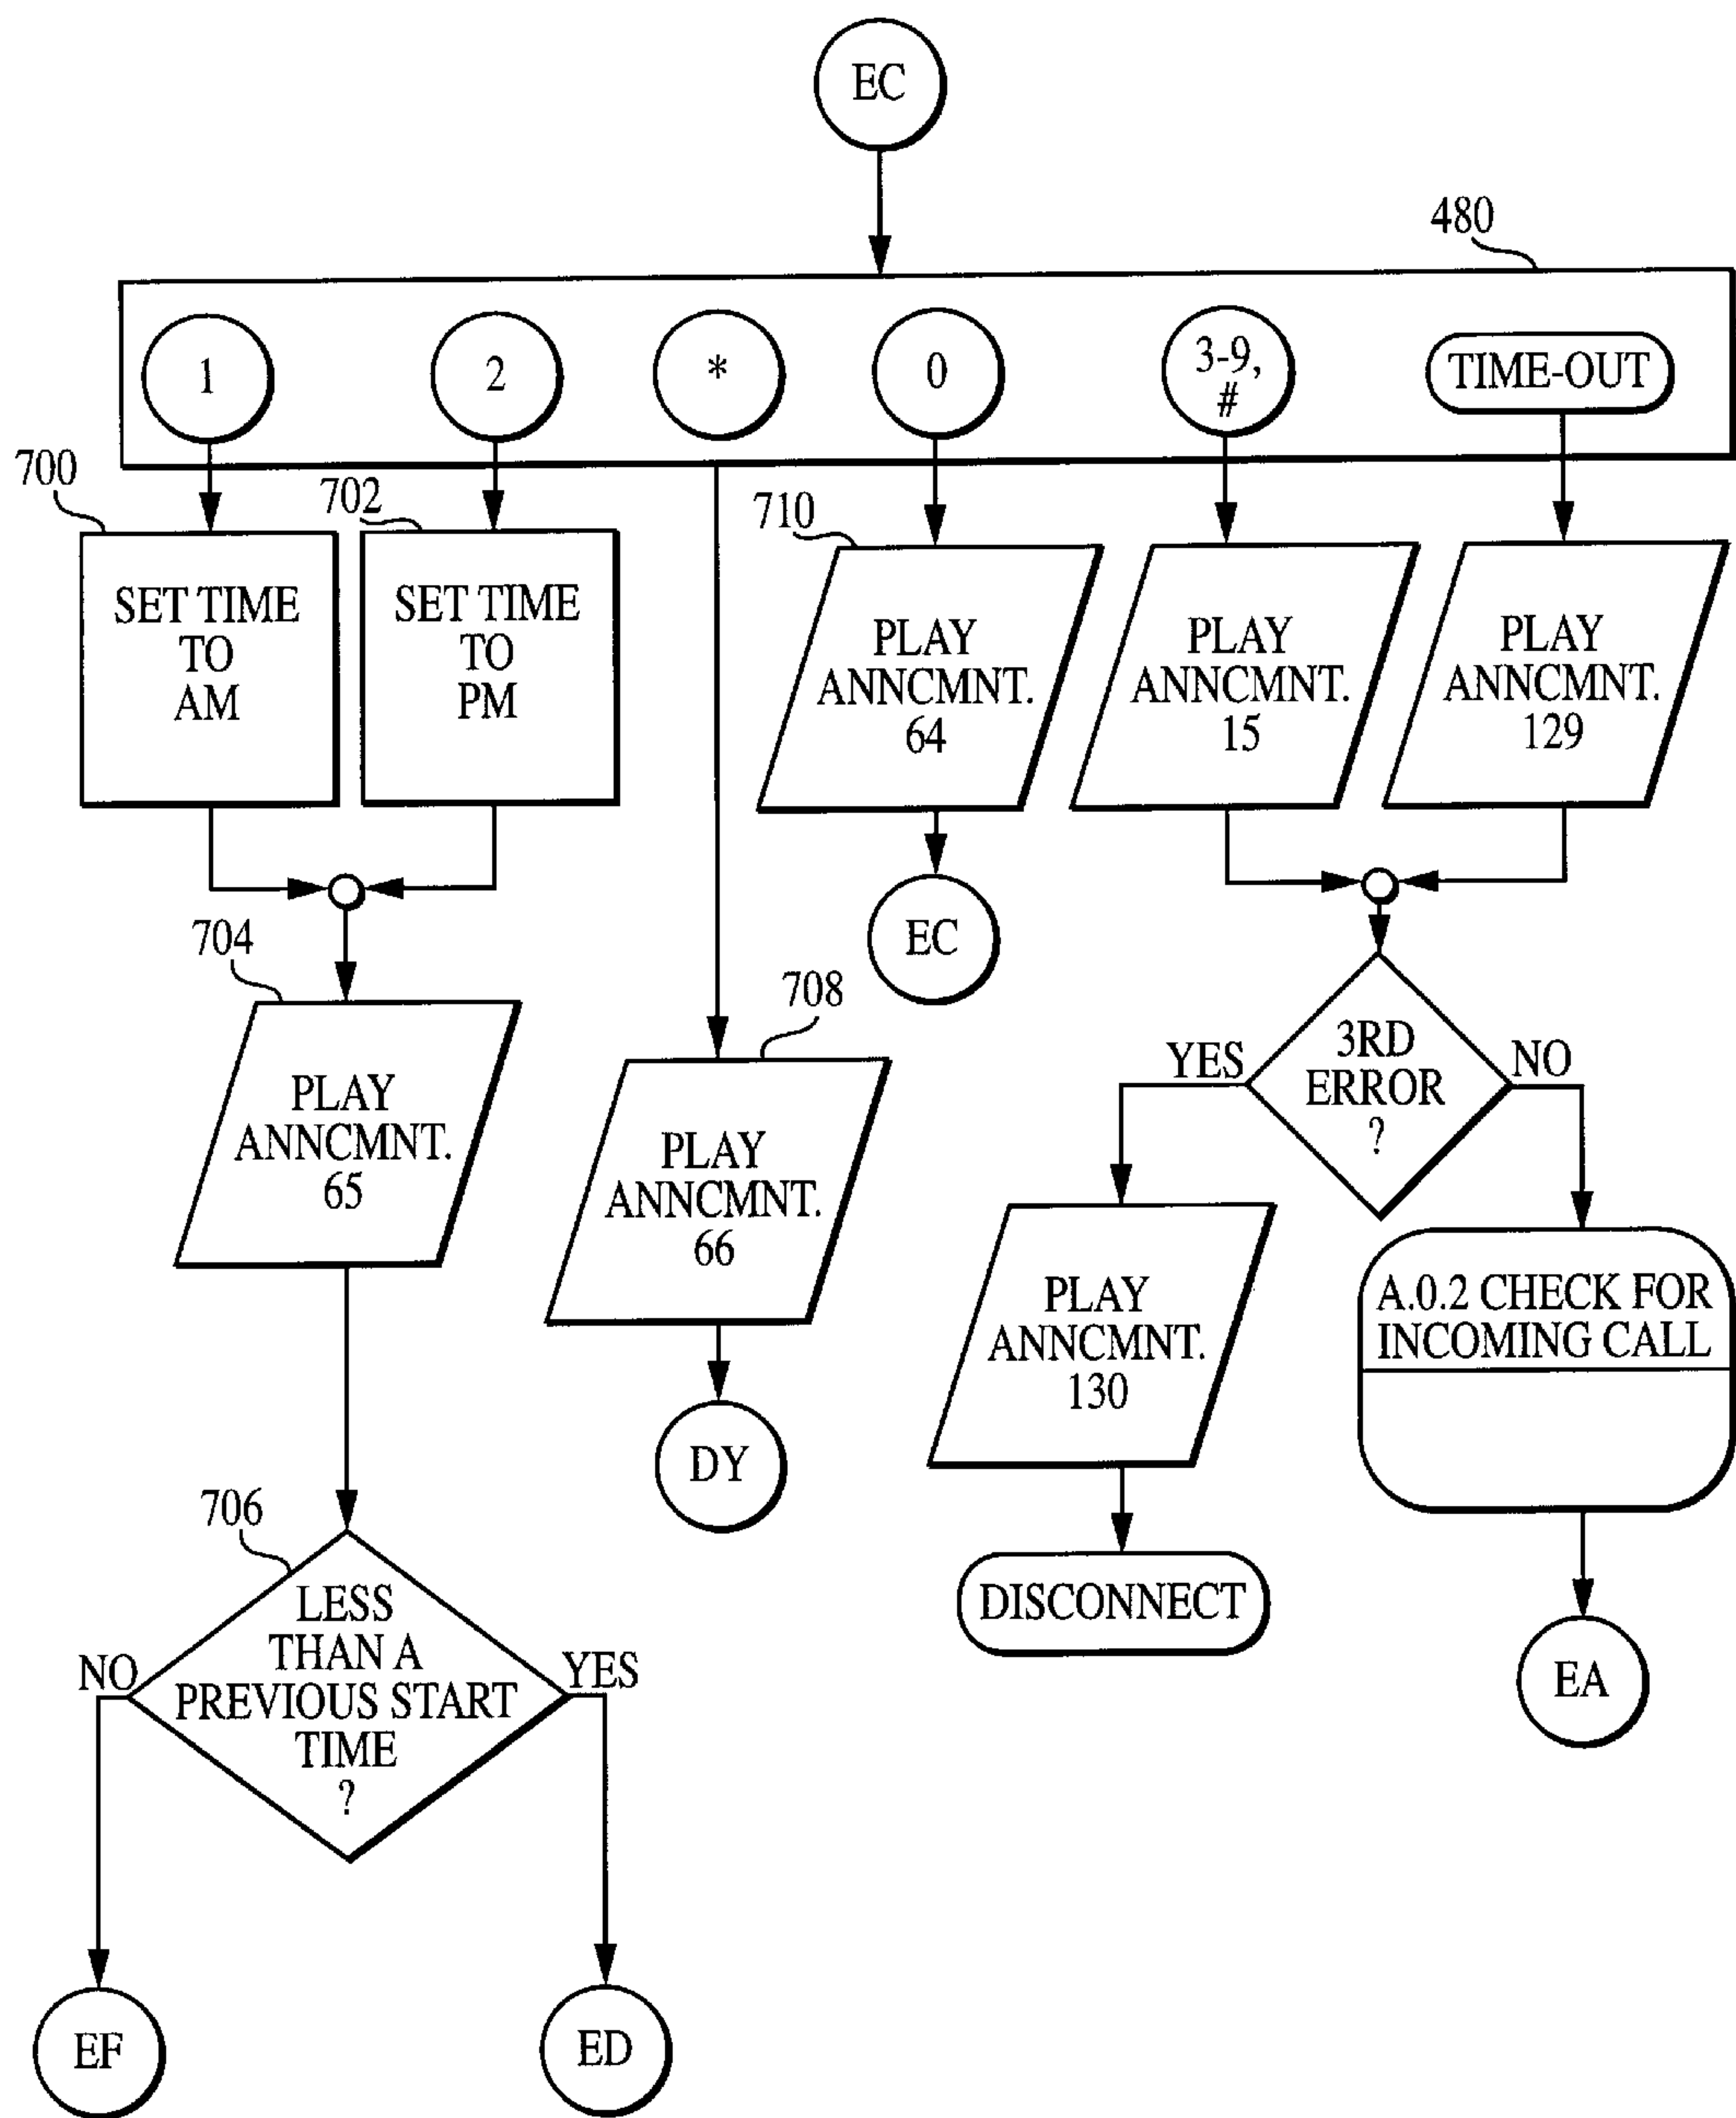 EC
480
1
2
*
0
3-9,
#
TIME-OUT
700
702
710
SET TIME
TO
AM
SET TIME
TO
PM
PLAY
ANNCMNT.
64
PLAY
ANNCMNT.
15
PLAY
ANNCMNT.
129
EC
704
708
PLAY
ANNCMNT.
65
PLAY
ANNCMNT.
66
YES
3RD
ERROR
?
NO
PLAY
ANNCMNT.
130
A.0.2 CHECK FOR
INCOMING CALL
DY
DISCONNECT
EA
706
LESS
THAN A
PREVIOUS START
TIME
?
NO
YES
EF
ED